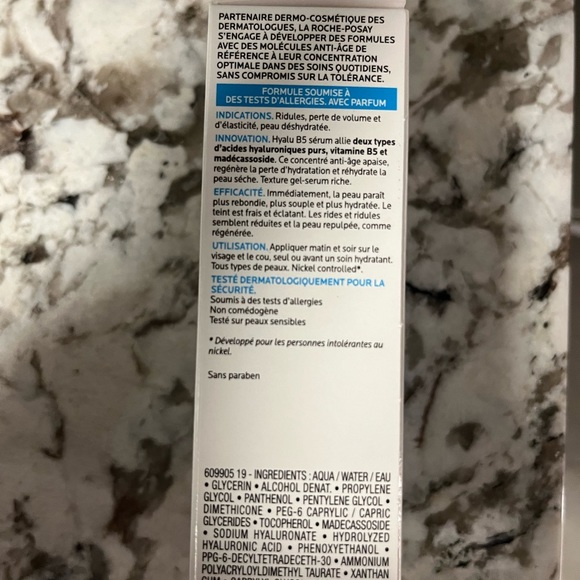 PARTENAIRE DERMO-COSMÉTIQUE DES
DERMATOLOGUES, LA ROCHE-POSAY
S'ENGAGE À DÉVELOPPER DES FORMULES
AVEC DES MOLÉCULES ANTI-ÂGE DE
RÉFÉRENCE À LEUR CONCENTRATION
OPTIMALE DANS DES SOINS QUOTIDIENS,
SANS COMPROMIS SUR LA TOLÉRANCE.
FORMULE SOUMISE À
DES TESTS D'ALLERGIES. AVEC PARFUM
INDICATIONS. Ridules, perte de volume et
d'élasticité, peau déshydratée.
INNOVATION. Hyalu B5 sérum allie deux types
d'acides hyaluroniques purs, vitamine B5 et
madécassoside. Ce concentré anti-âge apaise,
regénère la perte d'hydratation et réhydrate la
peau sèche. Texture gel-serum riche.
EFFICACITÉ. Immédiatement, la peau paraît
plus rebondie, plus souple et plus hydratée. Le
teint est frais et éclatant. Les rides et ridules
semblent réduites et la peau repulpée, comme
régénérée.
UTILISATION. Appliquer matin et soir sur le
visage et le cou, seul ou avant un soin hydratant.
Tous types de peaux. Nickel controlled*.
TESTÉ DERMATOLOGIQUEMENT POUR LA
SÉCURITÉ.
Soumis à des tests d'allergies
Non comédogène
Testé sur peaux sensibles
* Développé pour les personnes intolérantes au
nickel.
Sans paraben
609905 19 - INGREDIENTS : AQUA / WATER / EAU
• GLYCERIN • ALCOHOL DENAT. • PROPYLENE
GLYCOL • PANTHENOL • PENTYLENE GLYCOL •
DIMETHICONE • PEG-6 CAPRYLIC / CAPRIC
GLYCERIDES • TOCOPHEROL • MADECASSOSIDE
• SODIUM HYALURONATE • HYDROLYZED
HYALURONIC ACID • PHENOXYETHANOL •
PPG-6-DECYLTETRADECETH-30 • AMMONIUM
POLYACRYLOYLDIMETHYL TAURATE • XANTHAN